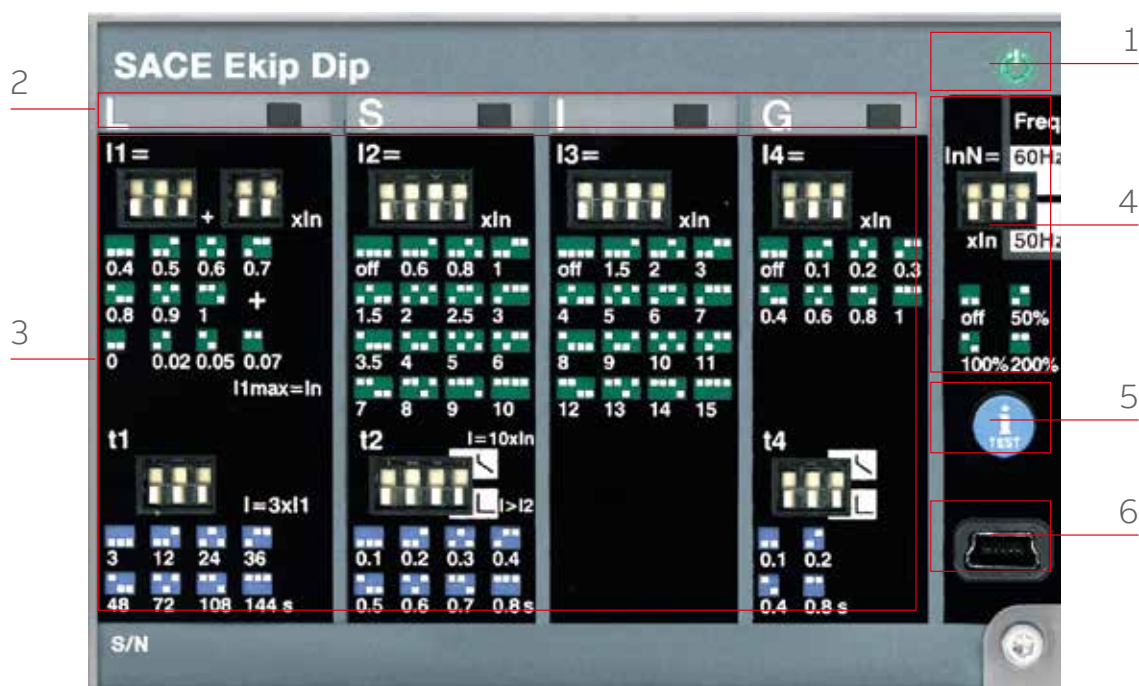 SACE Ekip Dip
1
2
L S I G
Freq
I1= I2= I3= I4= InN= 60Hz
+ xIn xIn xIn xIn xIn 50Hz
4
0.4 0.5 0.6 0.7 off 0.6 0.8 1 off 1.5 2 3 off 0.1 0.2 0.3
0.8 0.9 1 + 1.5 2 2.5 3 4 5 6 7 0.4 0.6 0.8 1 off 50%
3
0 0.02 0.05 0.07 3.5 4 5 6 8 9 10 11 100% 200%
I1max=In
7 8 9 10 12 13 14 15
5
i
TEST
t1 t2 I=10xIn t4
I=3xI1 I>I2
6
3 12 24 36 0.1 0.2 0.3 0.4 0.1 0.2
48 72 108 144 s 0.5 0.6 0.7 0.8 s 0.4 0.8 s
S/N